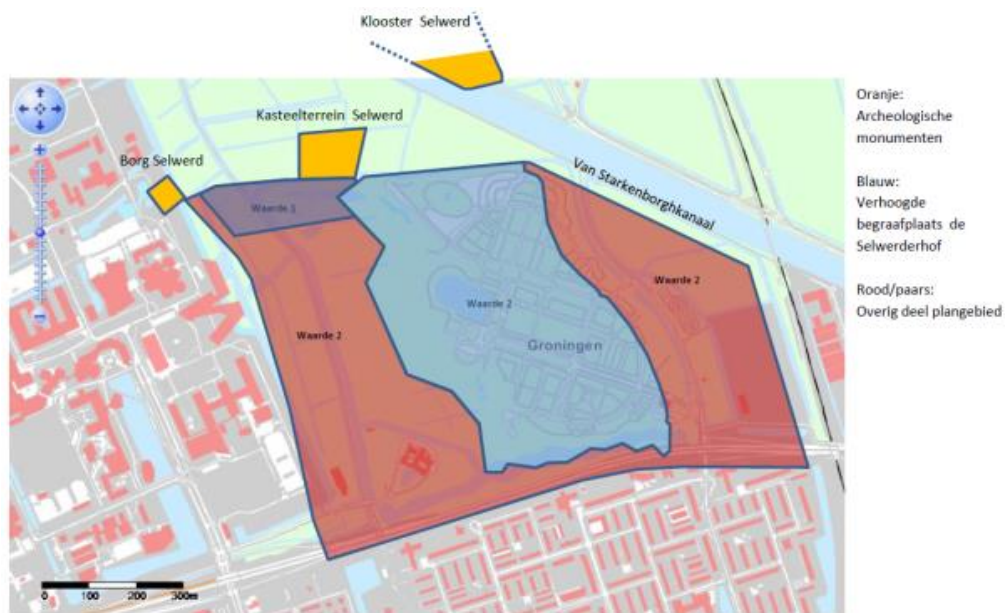 Klooster Selwerd
Kasteelterrein Selwerd
Borg Selwerd
Van Starkenborghkanaal
Waarde 1
Waarde 2
Waarde 2
Waarde 2
Groningen
0 100 200 300m
Oranje:
Archeologische
monumenten
Blauw:
Verhoogde
begraafplaats de
Selwerderhof
Rood/paars:
Overig deel plangebied